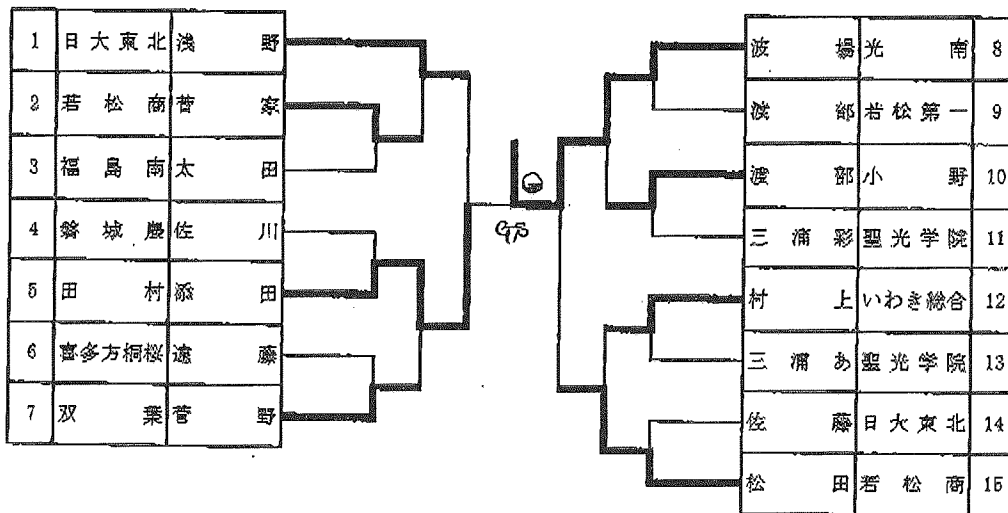 1 日大東北 浅野
2 若松商 菅家
3 福島南 太田
4 磐城農 佐川
5 田村 添田
6 喜多方桐桜 遠藤
7 双葉 菅野
GS
波場 光南 8
渡部 若松第一 9
渡部 小野 10
三浦彩 聖光学院 11
村上 いわき総合 12
三浦あ 聖光学院 13
佐藤 日大東北 14
松田 若松商 15